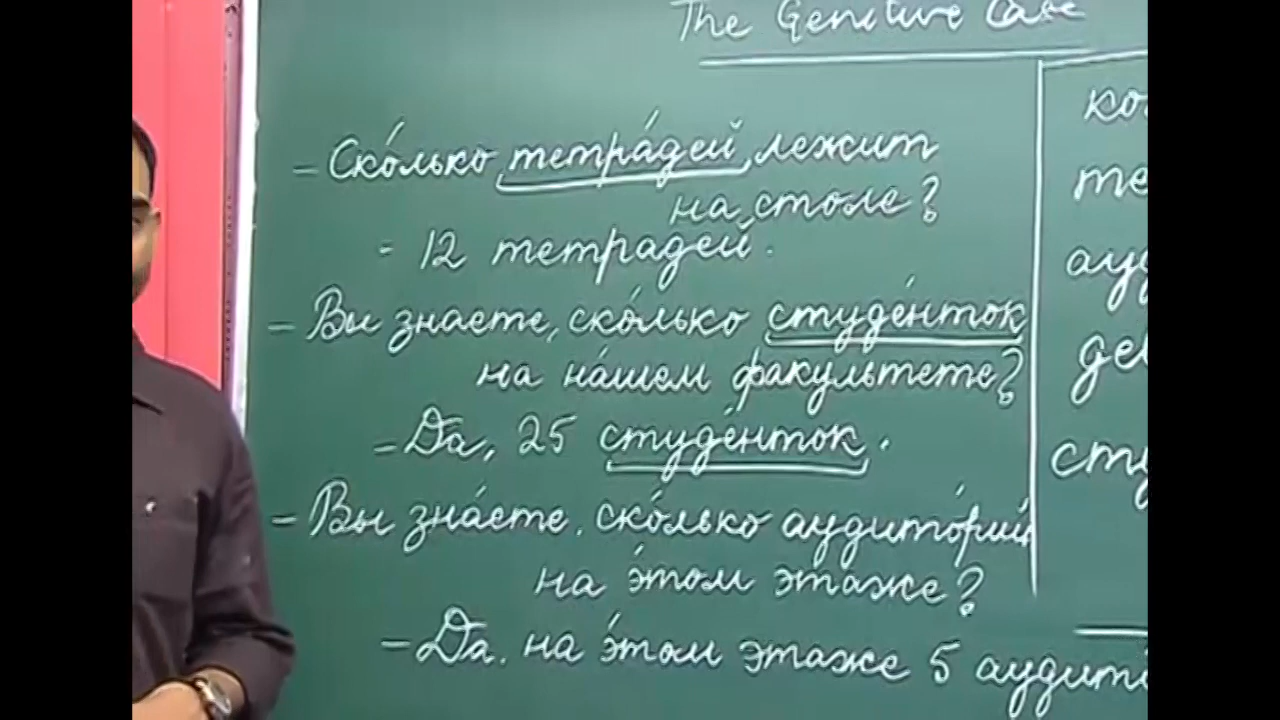 The Genitive Case
- Ско́лько тетра́дей лежит
на столе?
- 12 тетрадей.
- Вы знаете, ско́лько студе́нток
на на́шем факультете?
- Да, 25 студе́нток.
- Вы зна́ете, ско́лько аудито́рий
на э́том этаже?
- Да, на э́том этаже 5